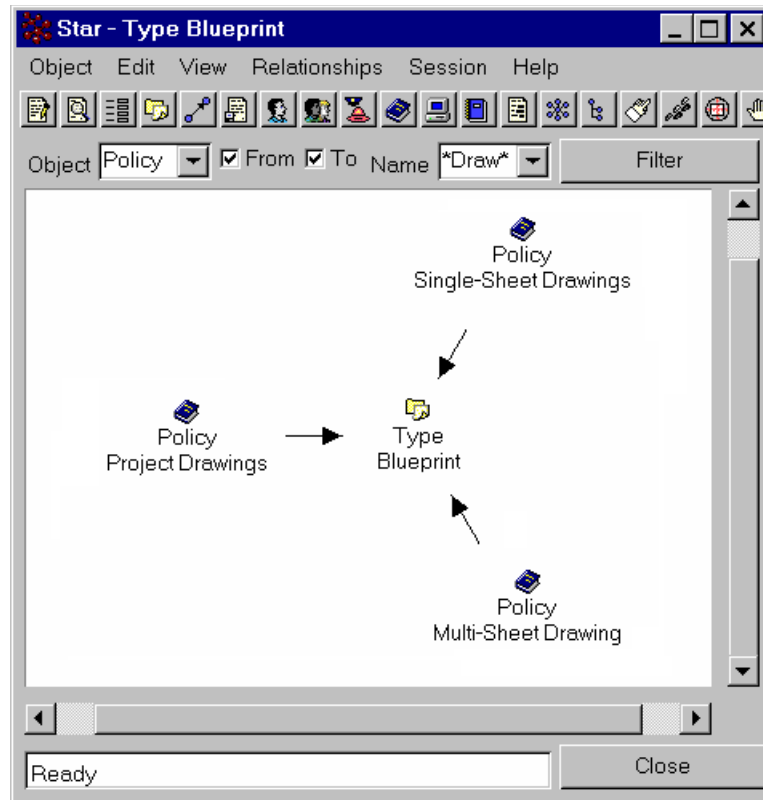 Star - Type Blueprint
Object Edit View Relationships Session Help
Object Policy From To Name *Draw* Filter
Policy
Single-Sheet Drawings
Policy
Project Drawings
Type
Blueprint
Policy
Multi-Sheet Drawing
Ready
Close